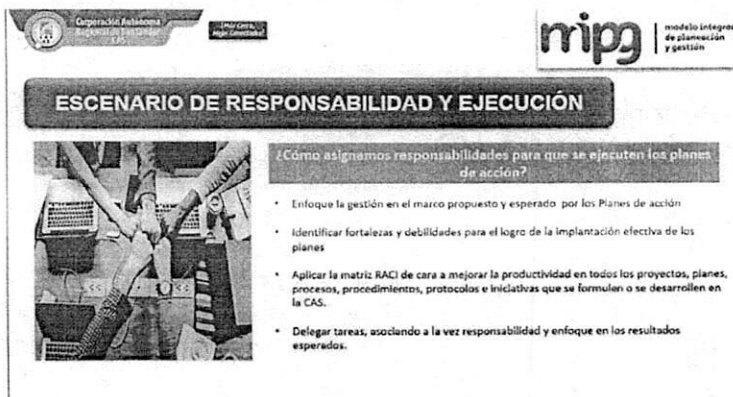 Corporación Autónoma
Regional de Santander
CAS
mipg
modelo integrado
de planeación
y gestión
ESCENARIO DE RESPONSABILIDAD Y EJECUCIÓN
¿Cómo asignamos responsabilidades para que se ejecuten los planes
de acción?
• Enfoque la gestión en el marco propuesto y esperado por los Planes de acción
• Identificar fortalezas y debilidades para el logro de la implantación efectiva de los
planes
• Aplicar la matriz RACI de cara a mejorar la productividad en todos los proyectos, planes,
procesos, procedimientos, protocolos e iniciativas que se formulen o se desarrollen en
la CAS.
• Delegar tareas, asociando a la vez responsabilidad y enfoque en los resultados
esperados.